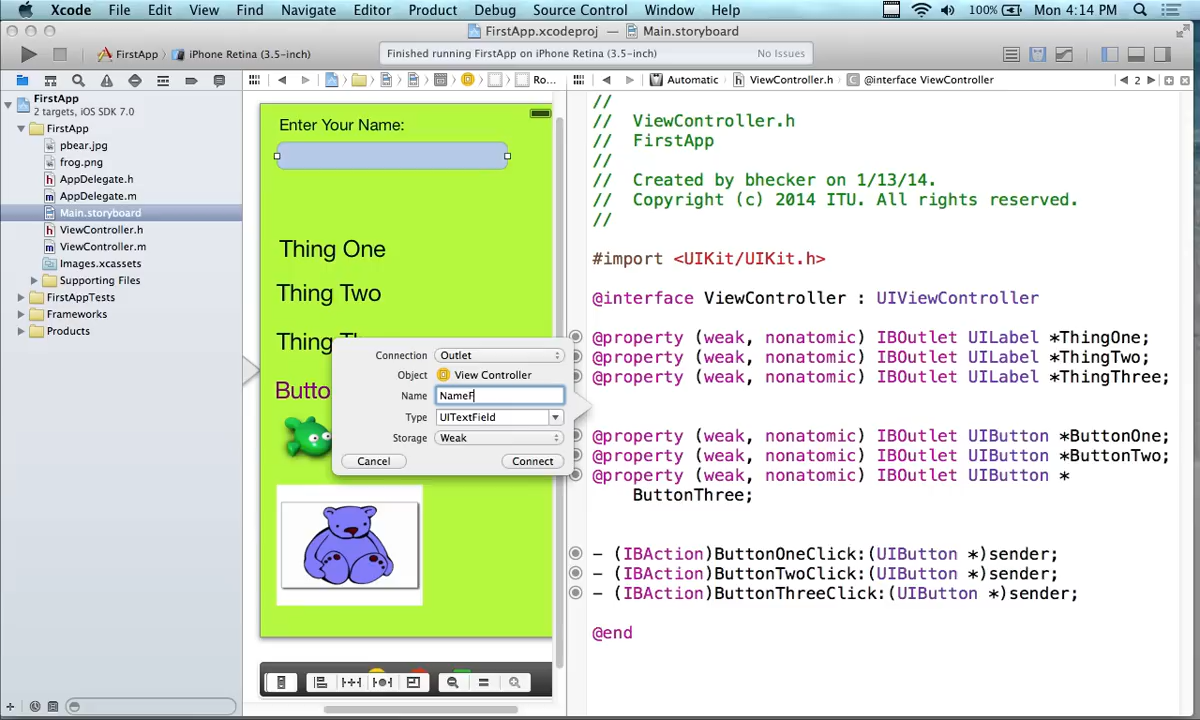 Xcode File Edit View Find Navigate Editor Product Debug Source Control Window Help 100% Mon 4:14 PM
FirstApp.xcodeproj — Main.storyboard
FirstApp iPhone Retina (3.5-inch) Finished running FirstApp on iPhone Retina (3.5-inch) No Issues
Ro... Automatic ViewController.h @interface ViewController 2
FirstApp
2 targets, iOS SDK 7.0
FirstApp
pbear.jpg
frog.png
AppDelegate.h
AppDelegate.m
Main.storyboard
ViewController.h
ViewController.m
Images.xcassets
Supporting Files
FirstAppTests
Frameworks
Products
Enter Your Name:
Thing One
Thing Two
Thing Th
Butto
Connection Outlet
Object View Controller
Name NameF
Type UITextField
Storage Weak
Cancel Connect
//
// ViewController.h
// FirstApp
//
// Created by bhecker on 1/13/14.
// Copyright (c) 2014 ITU. All rights reserved.
//
#import <UIKit/UIKit.h>
@interface ViewController : UIViewController
@property (weak, nonatomic) IBOutlet UILabel *ThingOne;
@property (weak, nonatomic) IBOutlet UILabel *ThingTwo;
@property (weak, nonatomic) IBOutlet UILabel *ThingThree;
@property (weak, nonatomic) IBOutlet UIButton *ButtonOne;
@property (weak, nonatomic) IBOutlet UIButton *ButtonTwo;
@property (weak, nonatomic) IBOutlet UIButton *
ButtonThree;
- (IBAction)ButtonOneClick:(UIButton *)sender;
- (IBAction)ButtonTwoClick:(UIButton *)sender;
- (IBAction)ButtonThreeClick:(UIButton *)sender;
@end